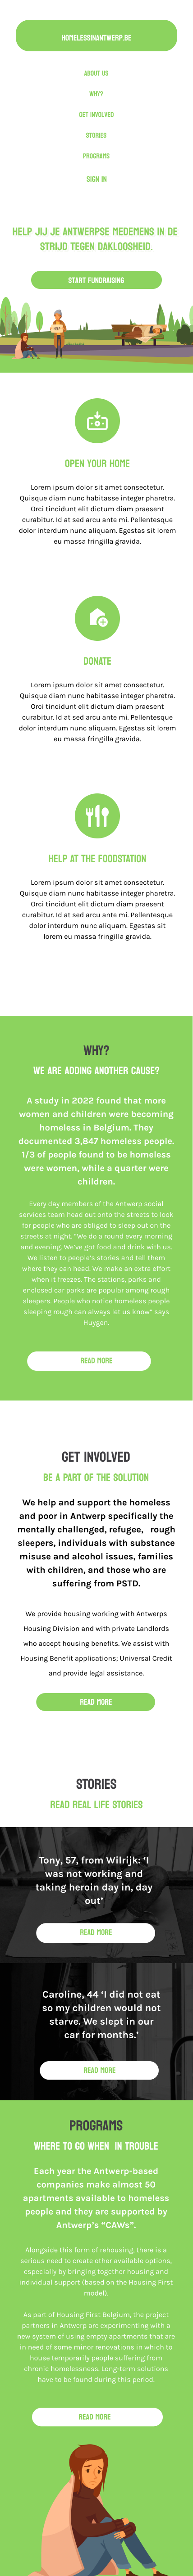 HOMELESSINANTWERP.BE
ABOUT US
WHY?
GET INVOLVED
STORIES
PROGRAMS
SIGN IN
HELP JIJ JE ANTWERPSE MEDEMENS IN DE
STRIJD TEGEN DAKLOOSHEID.
START FUNDRAISING
OPEN YOUR HOME
Lorem ipsum dolor sit amet consectetur.
Quisque diam nunc habitasse integer pharetra.
Orci tincidunt elit dictum diam praesent
curabitur. Id at sed arcu ante mi. Pellentesque
dolor interdum nunc aliquam. Egestas sit lorem
eu massa fringilla gravida.
DONATE
Lorem ipsum dolor sit amet consectetur.
Quisque diam nunc habitasse integer pharetra.
Orci tincidunt elit dictum diam praesent
curabitur. Id at sed arcu ante mi. Pellentesque
dolor interdum nunc aliquam. Egestas sit lorem
eu massa fringilla gravida.
HELP AT THE FOODSTATION
Lorem ipsum dolor sit amet consectetur.
Quisque diam nunc habitasse integer pharetra.
Orci tincidunt elit dictum diam praesent
curabitur. Id at sed arcu ante mi. Pellentesque
dolor interdum nunc aliquam. Egestas sit
lorem eu massa fringilla gravida.
WHY?
WE ARE ADDING ANOTHER CAUSE?
A study in 2022 found that more
women and children were becoming
homeless in Belgium. They
documented 3,847 homeless people.
1/3 of people found to be homeless
were women, while a quarter were
children.
Every day members of the Antwerp social
services team head out onto the streets to look
for people who are obliged to sleep out on the
streets at night. “We do a round every morning
and evening. We’ve got food and drink with us.
We listen to people’s stories and tell them
where they can head. We make an extra effort
when it freezes. The stations, parks and
enclosed car parks are popular among rough
sleepers. People who notice homeless people
sleeping rough can always let us know” says
Huygen.
READ MORE
GET INVOLVED
BE A PART OF THE SOLUTION
We help and support the homeless
and poor in Antwerp specifically the
mentally challenged, refugee, rough
sleepers, individuals with substance
misuse and alcohol issues, families
with children, and those who are
suffering from PSTD.
We provide housing working with Antwerps
Housing Division and with private Landlords
who accept housing benefits. We assist with
Housing Benefit applications; Universal Credit
and provide legal assistance.
READ MORE
STORIES
READ REAL LIFE STORIES
Tony, 57, from Wilrijk: ‘I
was not working and
taking heroin day in, day
out’
READ MORE
Caroline, 44 ‘I did not eat
so my children would not
starve. We slept in our
car for months.’
READ MORE
PROGRAMS
WHERE TO GO WHEN IN TROUBLE
Each year the Antwerp-based
companies make almost 50
apartments available to homeless
people and they are supported by
Antwerp’s “CAWs”.
Alongside this form of rehousing, there is a
serious need to create other available options,
especially by bringing together housing and
individual support (based on the Housing First
model).
As part of Housing First Belgium, the project
partners in Antwerp are experimenting with a
new system of using empty apartments that are
in need of some minor renovations in which to
house temporarily people suffering from
chronic homelessness. Long-term solutions
have to be found during this period.
READ MORE